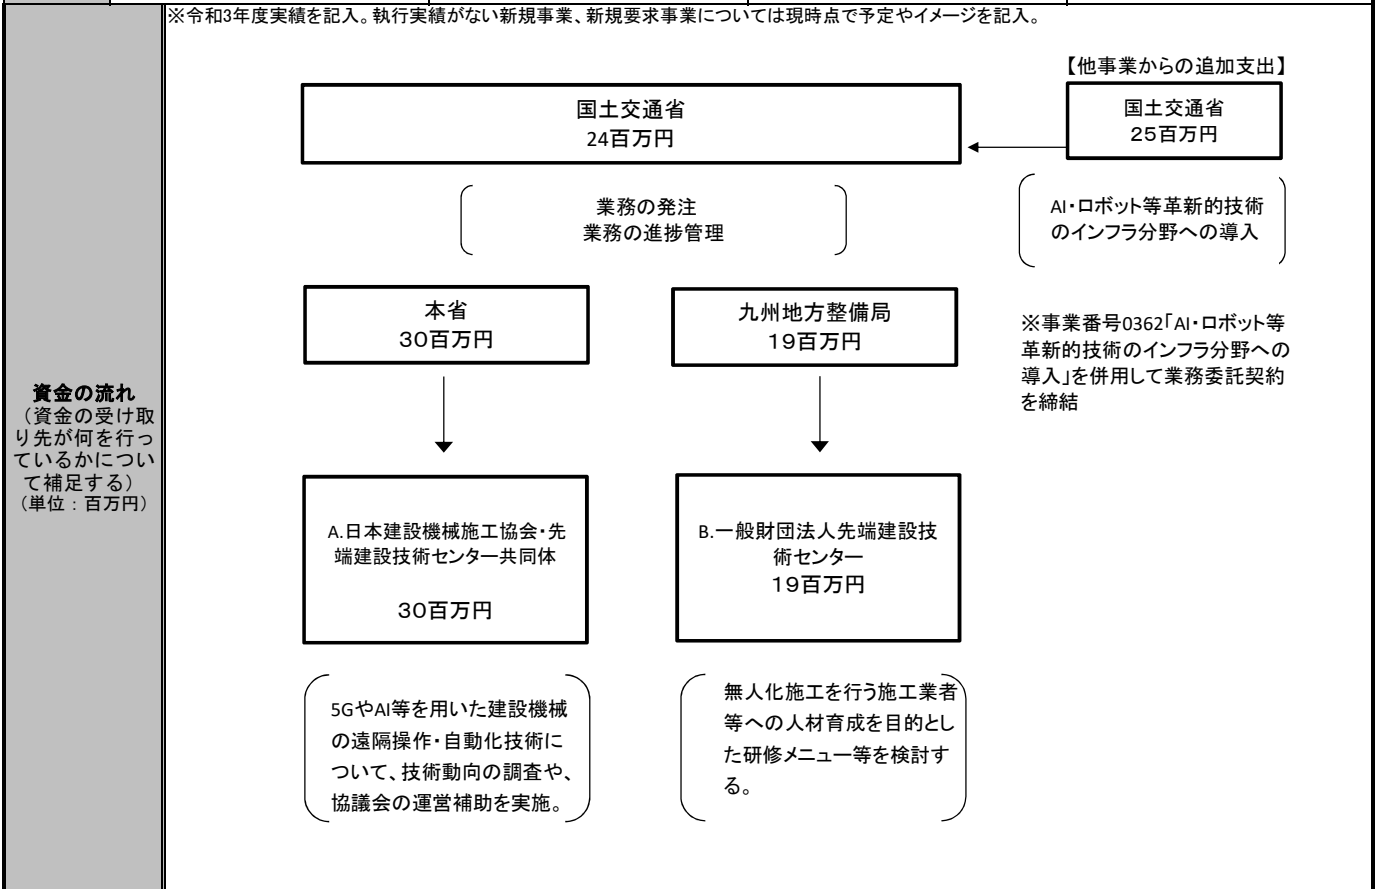 ※令和3年度実績を記入。執行実績がない新規事業、新規要求事業については現時点で予定やイメージを記入。
資金の流れ
（資金の受け取
り先が何を行っ
ているかについ
て補足する）
（単位：百万円）
【他事業からの追加支出】
国土交通省
24百万円
国土交通省
２５百万円
業務の発注
業務の進捗管理
AI・ロボット等革新的技術
のインフラ分野への導入
本省
３０百万円
九州地方整備局
１９百万円
※事業番号0362「AI・ロボット等
革新的技術のインフラ分野への
導入」を併用して業務委託契約
を締結
A.日本建設機械施工協会・先
端建設技術センター共同体
３０百万円
B.一般財団法人先端建設技
術センター
１９百万円
5GやAI等を用いた建設機械
の遠隔操作・自動化技術に
ついて、技術動向の調査や、
協議会の運営補助を実施。
無人化施工を行う施工業者
等への人材育成を目的とし
た研修メニュー等を検討す
る。